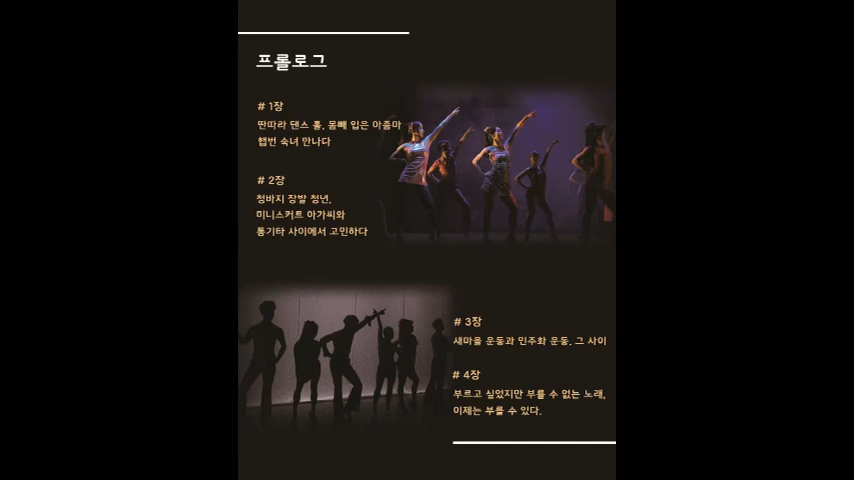 프롤로그
# 1장
딴따라 댄스 홀, 몸빼 입은 아줌마
햅번 숙녀 만나다
# 2장
청바지 장발 청년,
미니스커트 아가씨와
통기타 사이에서 고민하다
# 3장
새마을 운동과 민주화 운동, 그 사이
# 4장
부르고 싶었지만 부를 수 없는 노래,
이제는 부를 수 있다.